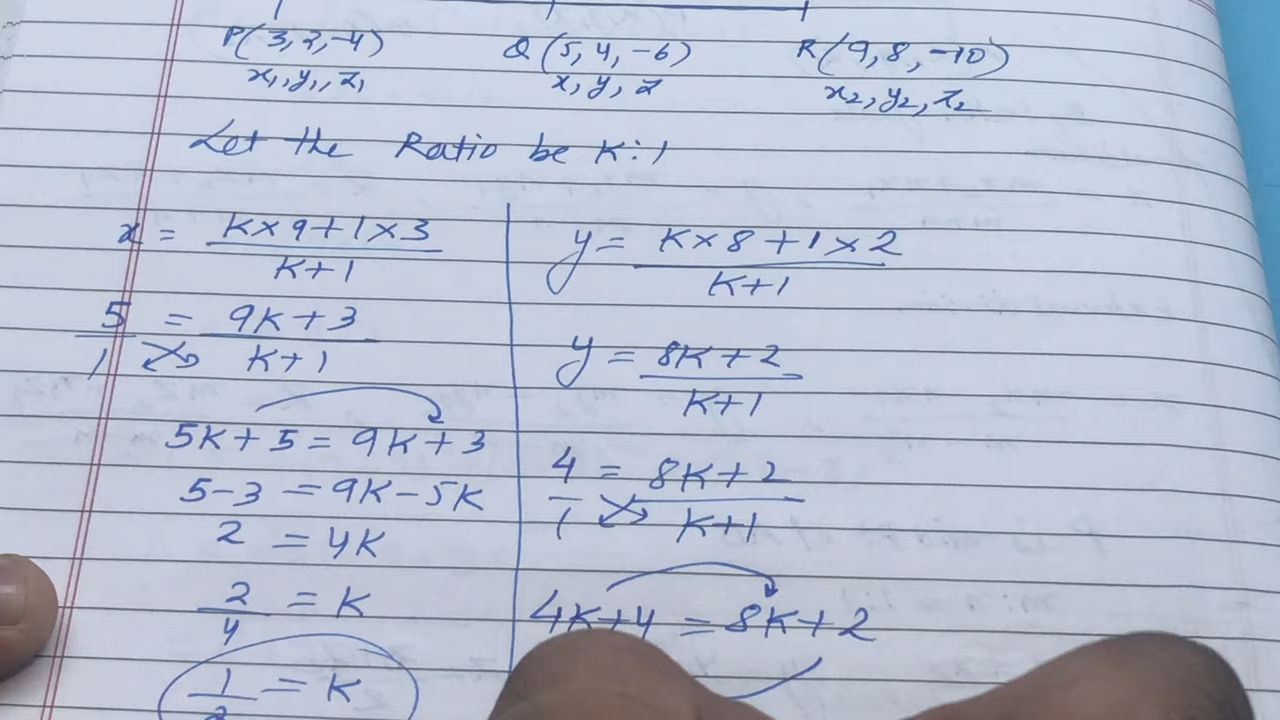 P(3,2,-4) Q(5,4,-6) R(9,8,-10)
x1,y1,z1 x,y,z x2,y2,z2
Let the Ratio be K:1
x = K×9+1×3 / K+1
5/1 = 9K+3 / K+1
5K+5 = 9K+3
5-3 = 9K-5K
2 = 4K
2/4 = K
1/2 = K
y = K×8+1×2 / K+1
y = 8K+2 / K+1
4/1 = 8K+2 / K+1
4K+4 = 8K+2